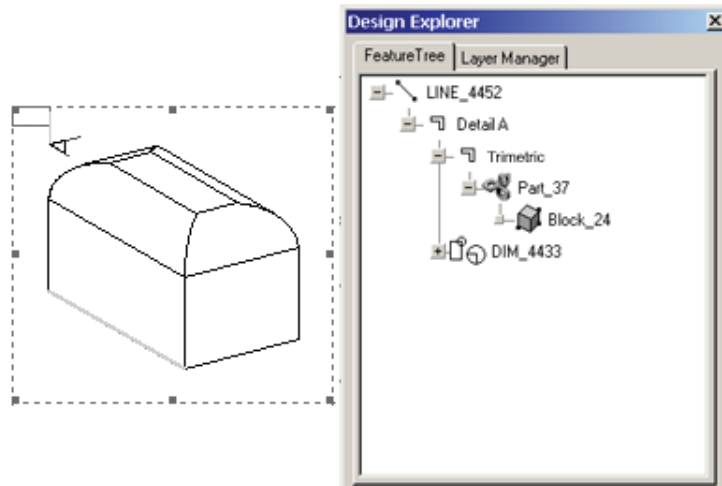 Design Explorer
FeatureTree
Layer Manager
LINE_4452
Detail A
Trimetric
Part_37
Block_24
DIM_4433